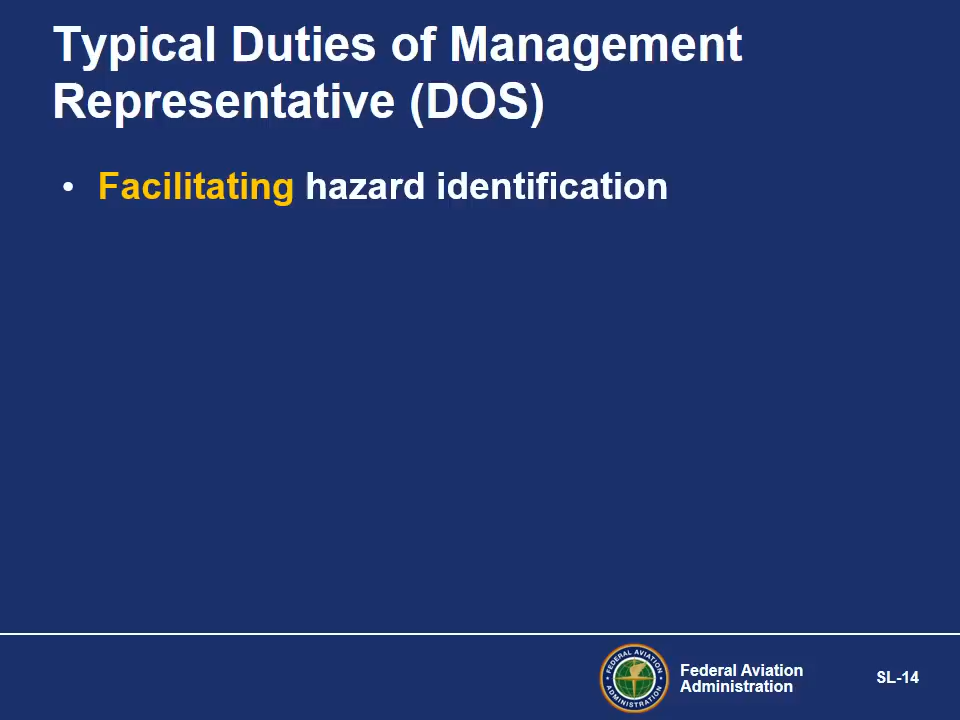 Typical Duties of Management
Representative (DOS)
• Facilitating hazard identification
FEDERAL AVIATION
ADMINISTRATION
Federal Aviation
Administration
SL-14